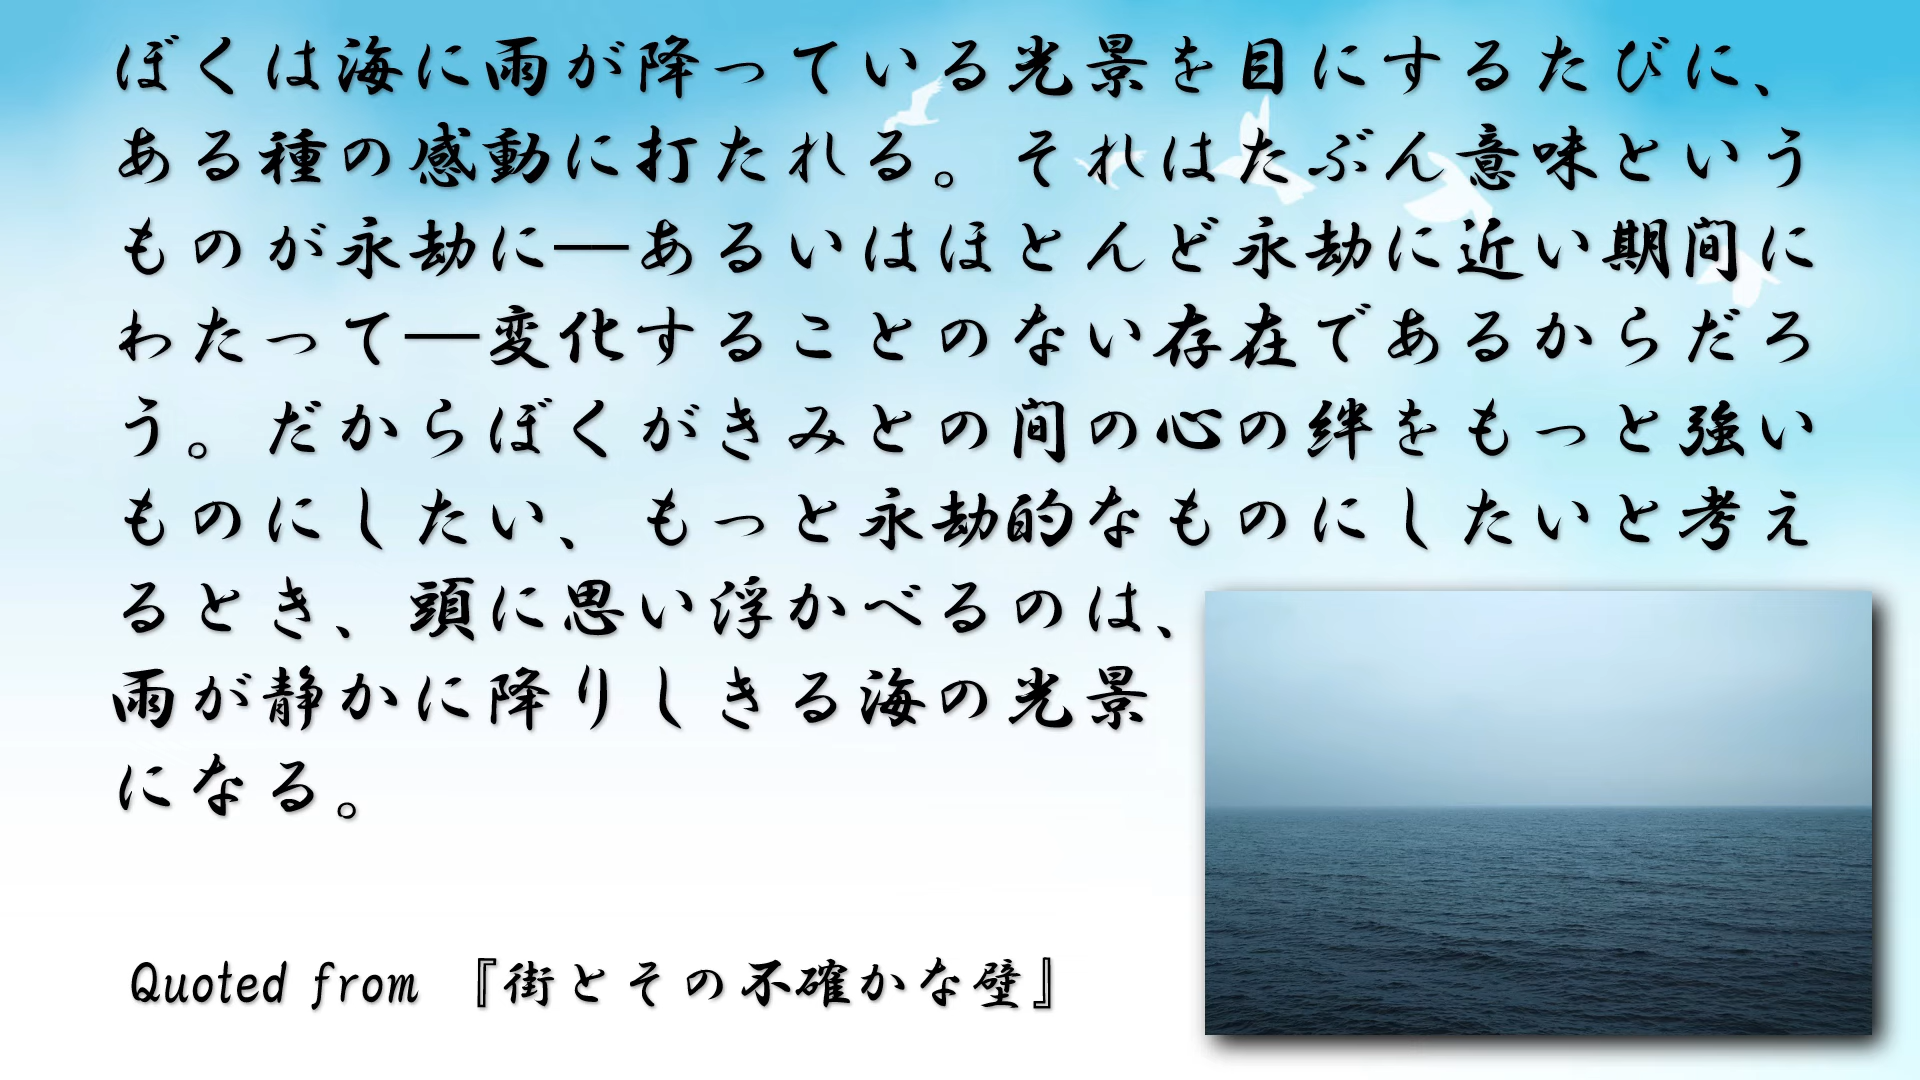 ぼくは海に雨が降っている光景を目にするたびに、
ある種の感動に打たれる。それはたぶん意味という
ものが永劫に──あるいはほとんど永劫に近い期間に
わたって──変化することのない存在であるからだろ
う。だからぼくがきみとの間の心の絆をもっと強い
ものにしたい、もっと永劫的なものにしたいと考え
るとき、頭に思い浮かべるのは、
雨が静かに降りしきる海の光景
になる。
Quoted from 『街とその不確かな壁』